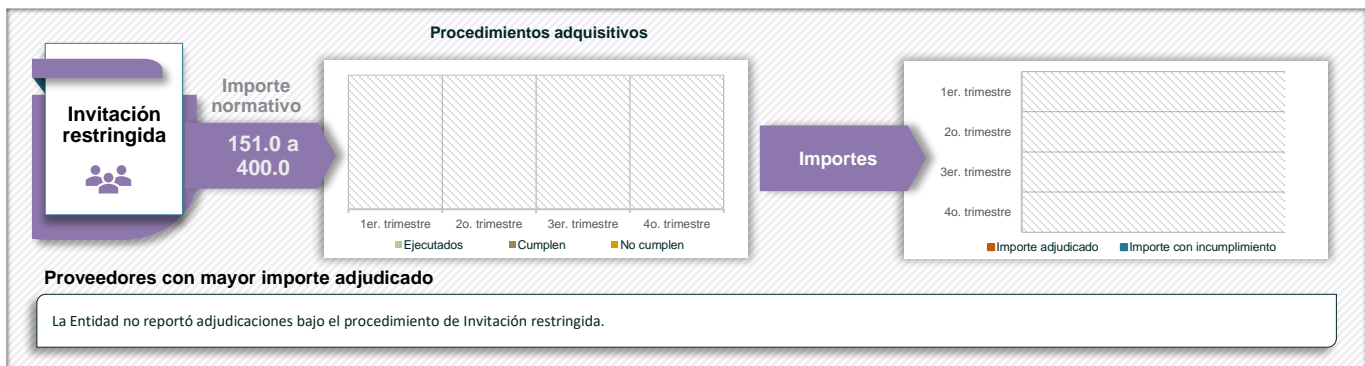 Procedimientos adquisitivos
Invitación
restringida
Importe
normativo
151.0 a
400.0
1er. trimestre
2o. trimestre
3er. trimestre
4o. trimestre
Ejecutados
Cumplen
No cumplen
Importes
1er. trimestre
2o. trimestre
3er. trimestre
4o. trimestre
Importe adjudicado
Importe con incumplimiento
Proveedores con mayor importe adjudicado
La Entidad no reportó adjudicaciones bajo el procedimiento de Invitación restringida.